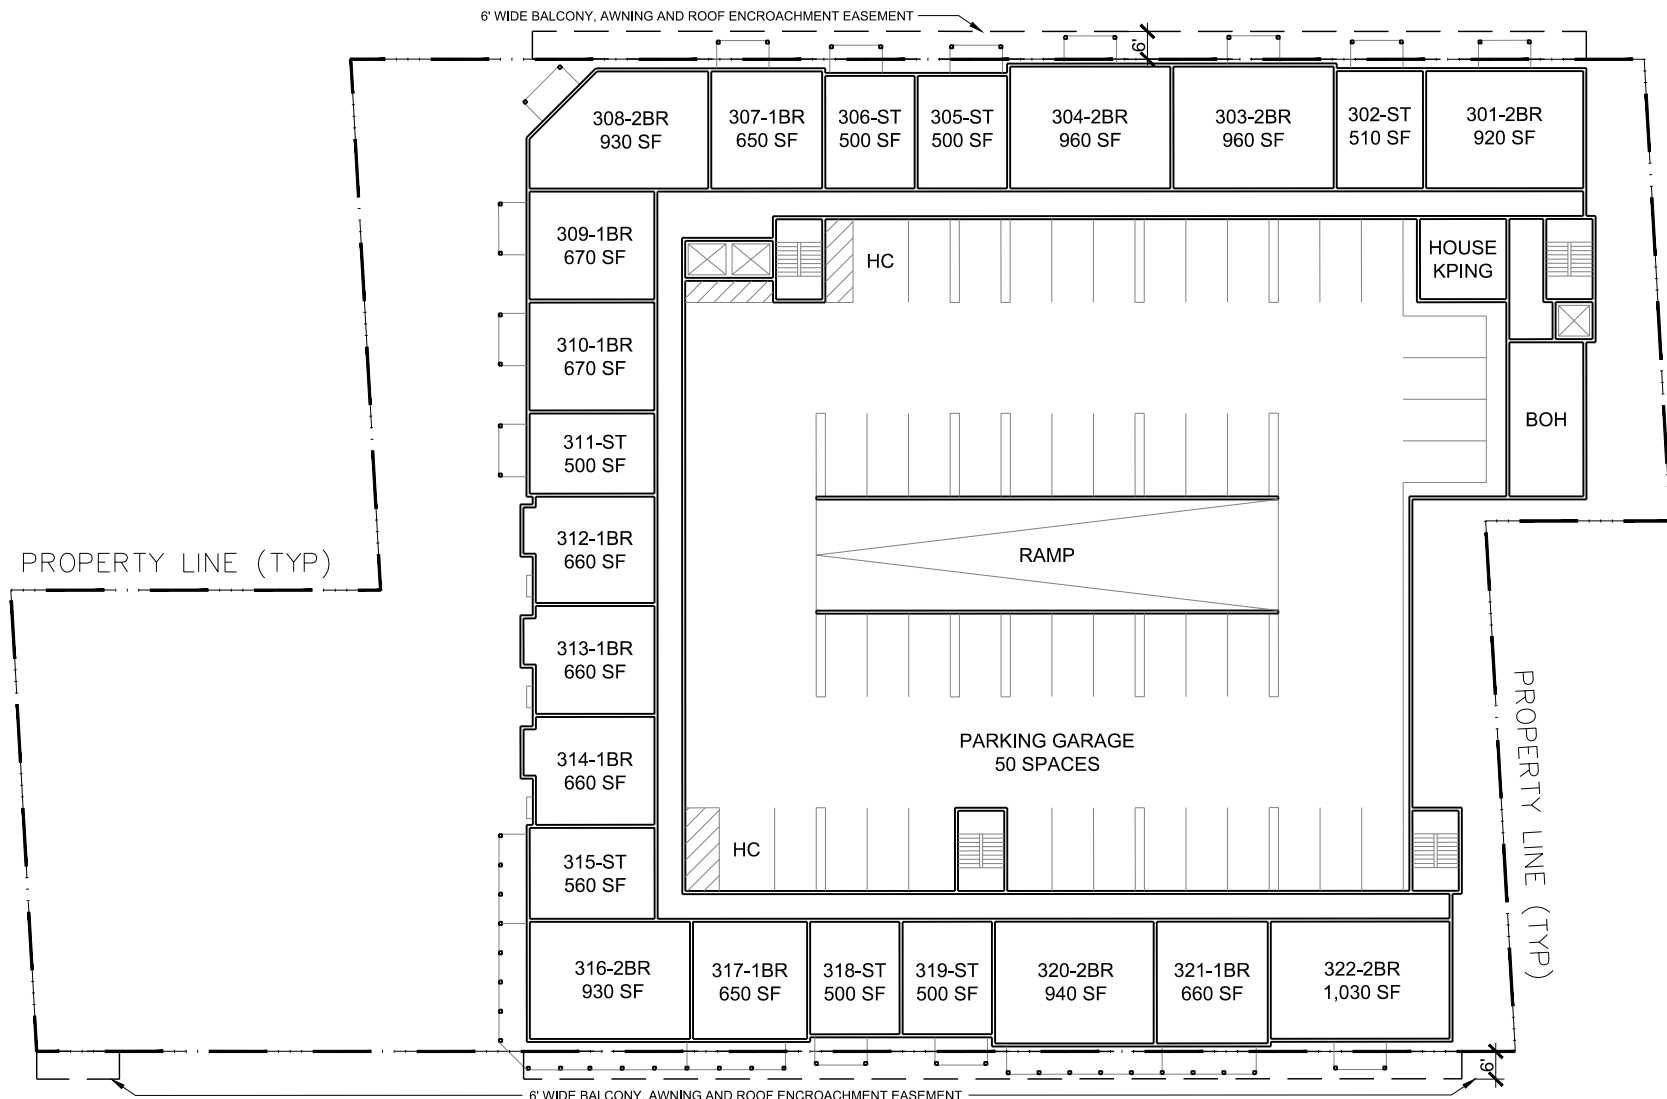 6' WIDE BALCONY, AWNING AND ROOF ENCROACHMENT EASEMENT
6'
308-2BR
930 SF
307-1BR
650 SF
306-ST
500 SF
305-ST
500 SF
304-2BR
960 SF
303-2BR
960 SF
302-ST
510 SF
301-2BR
920 SF
309-1BR
670 SF
HC
HOUSE
KPING
310-1BR
670 SF
311-ST
500 SF
BOH
312-1BR
660 SF
RAMP
PROPERTY LINE (TYP)
313-1BR
660 SF
314-1BR
660 SF
PARKING GARAGE
50 SPACES
PROPERTY LINE (TYP)
315-ST
560 SF
HC
316-2BR
930 SF
317-1BR
650 SF
318-ST
500 SF
319-ST
500 SF
320-2BR
940 SF
321-1BR
660 SF
322-2BR
1,030 SF
6'
6' WIDE BALCONY, AWNING AND ROOF ENCROACHMENT EASEMENT